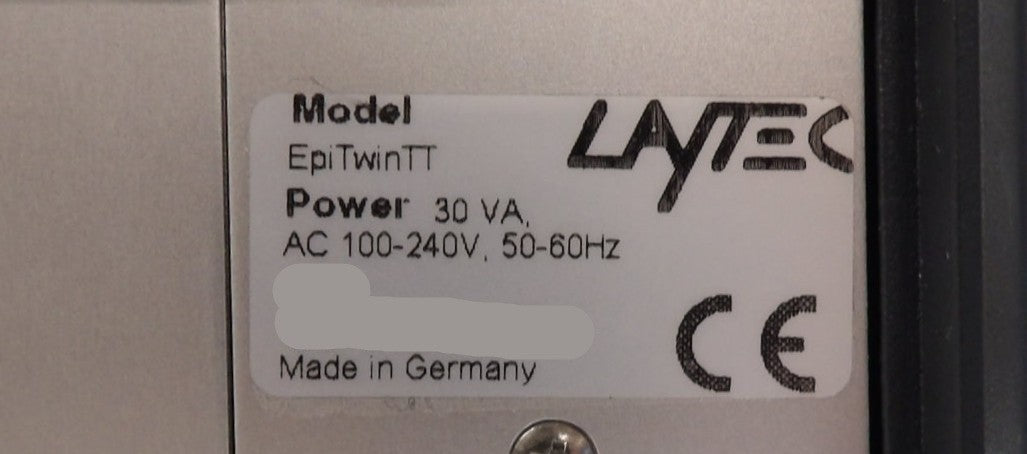 Model
LAYTEC
EpiTwinTT
Power 30 VA,
AC 100-240V, 50-60Hz
CE
Made in Germany